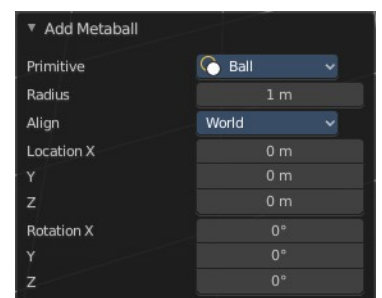 Add Metaball
Primitive Ball
Radius 1 m
Align World
Location X 0 m
Y 0 m
Z 0 m
Rotation X 0°
Y 0°
Z 0°